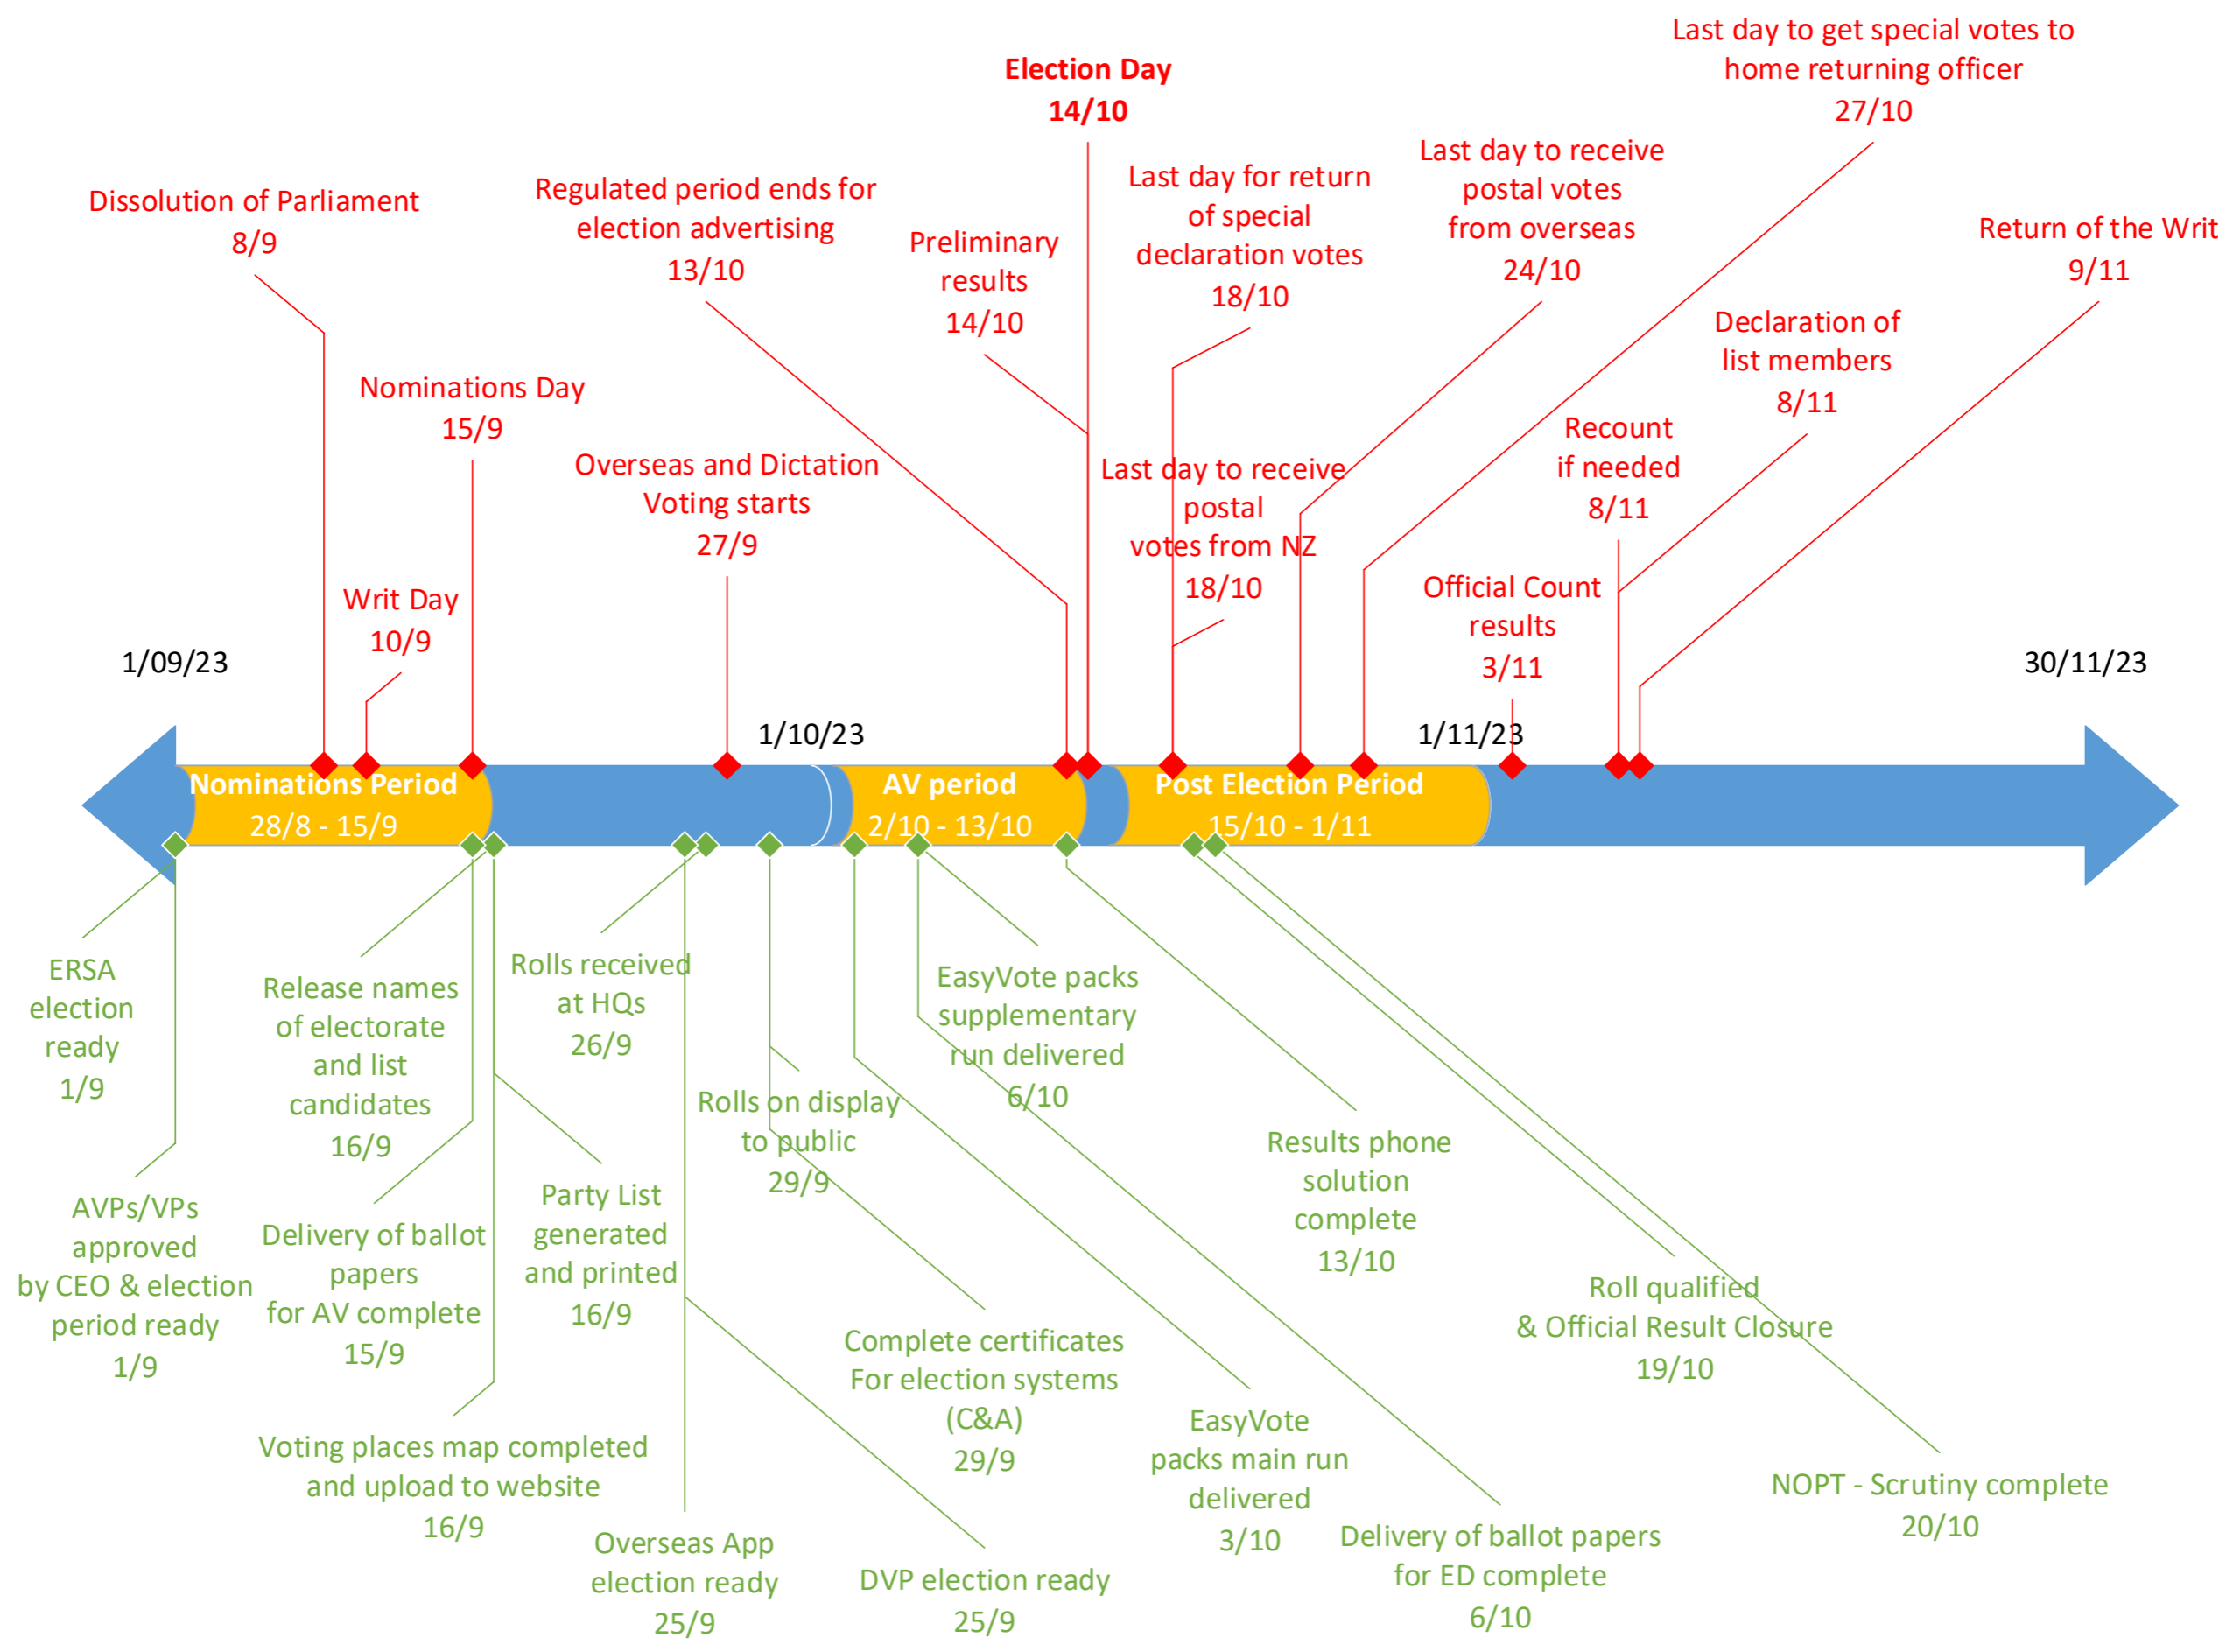 Last day to get special votes to
home returning officer
27/10
Election Day
14/10
Last day to receive
postal votes
from overseas
24/10
Last day for return
of special
declaration votes
18/10
Regulated period ends for
election advertising
13/10
Dissolution of Parliament
8/9
Preliminary
results
14/10
Return of the Writ
9/11
Declaration of
list members
8/11
Nominations Day
15/9
Recount
if needed
8/11
Overseas and Dictation
Voting starts
27/9
Last day to receive
postal
votes from NZ
18/10
Official Count
results
3/11
Writ Day
10/9
1/09/23
30/11/23
1/10/23
1/11/23
Nominations Period
28/8 - 15/9
AV period
2/10 - 13/10
Post Election Period
15/10 - 1/11
ERSA
election
ready
1/9
Release names
of electorate
and list
candidates
16/9
Rolls received
at HQs
26/9
EasyVote packs
supplementary
run delivered
6/10
Rolls on display
to public
29/9
Results phone
solution
complete
13/10
AVPs/VPs
approved
by CEO & election
period ready
1/9
Delivery of ballot
papers
for AV complete
15/9
Party List
generated
and printed
16/9
Roll qualified
& Official Result Closure
19/10
Complete certificates
For election systems
(C&A)
29/9
EasyVote
packs main run
delivered
3/10
Voting places map completed
and upload to website
16/9
NOPT - Scrutiny complete
20/10
Overseas App
election ready
25/9
DVP election ready
25/9
Delivery of ballot papers
for ED complete
6/10